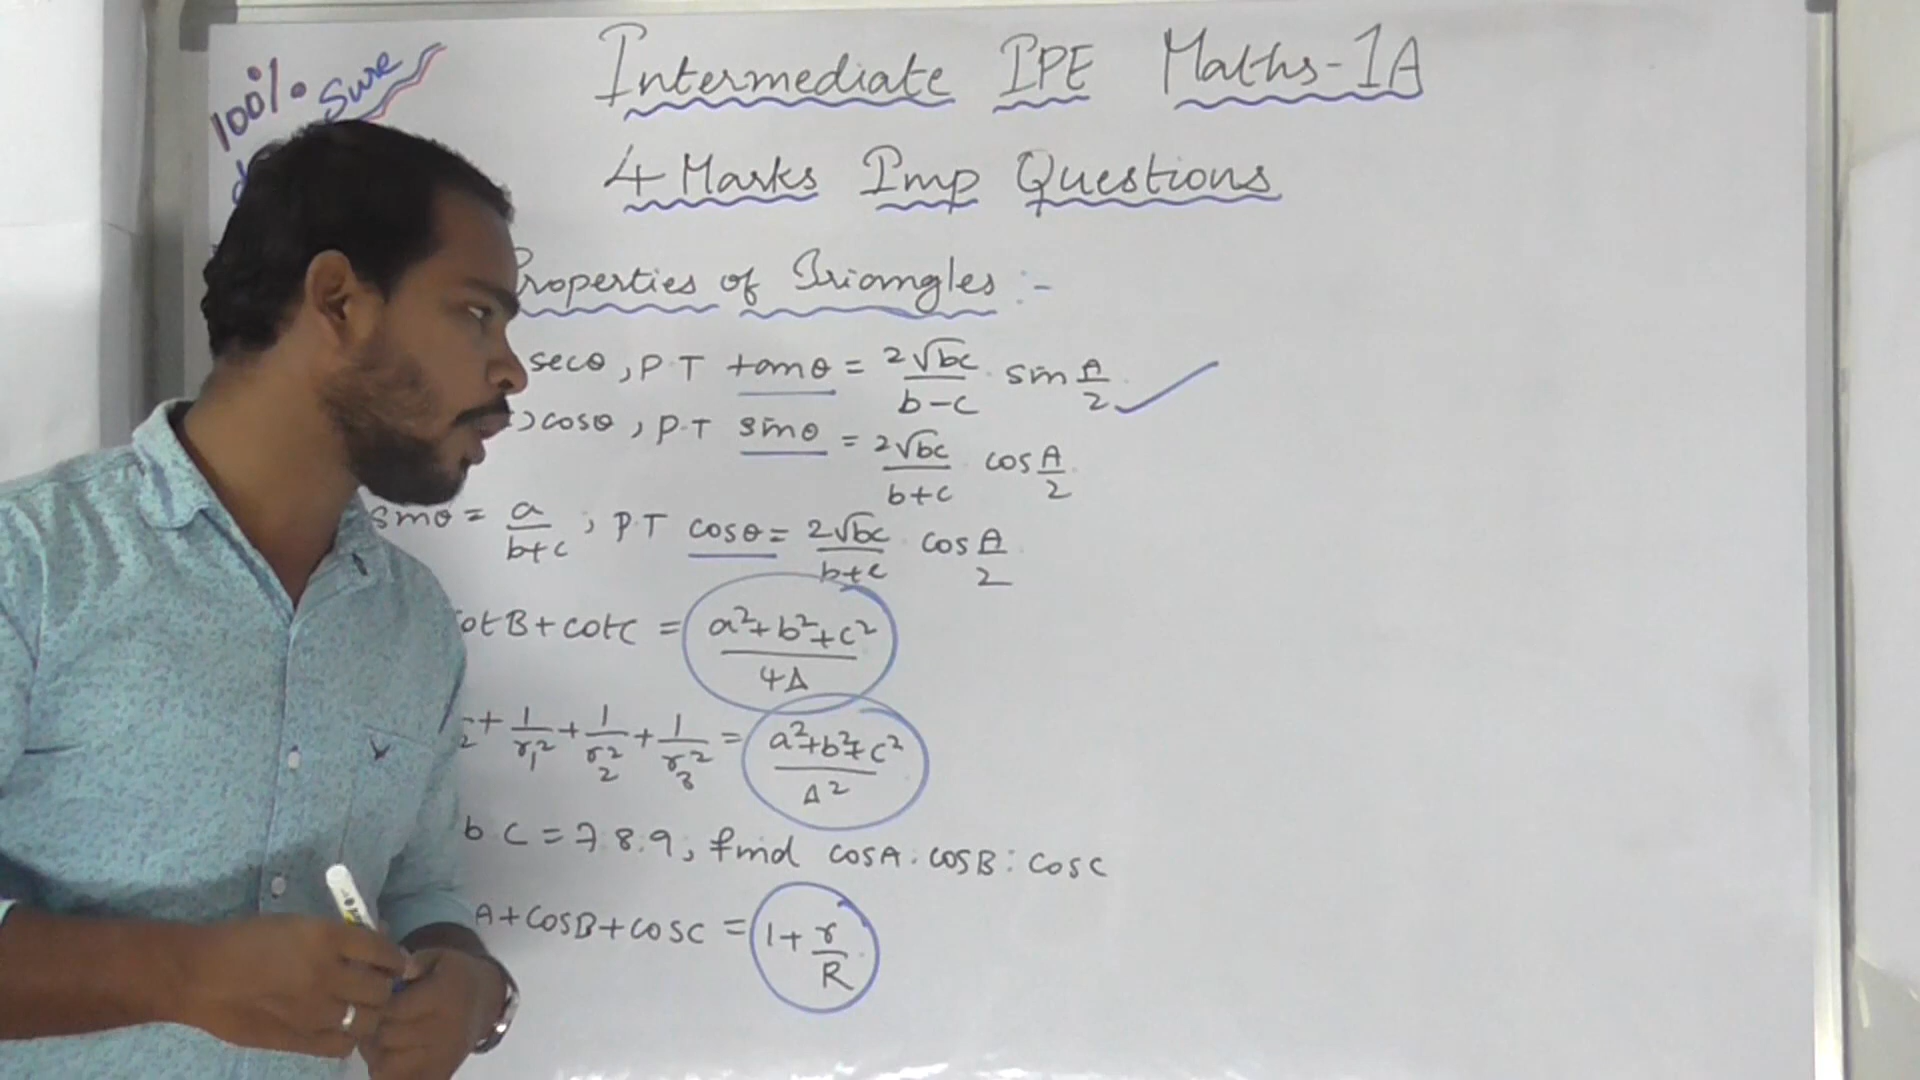 100% Sure
Intermediate IPE Maths-1A
4 Marks Imp Questions
Properties of Triangles :-
secθ, P.T tanθ = 2√bc/b-c . sin A/2
)cosθ, P.T sinθ = 2√bc/b+c cos A/2
sinθ = a/b+c, P.T cosθ = 2√bc/b+c cos A/2
cotB+cotC = a²+b²+c²/4Δ
+ 1/r₁² + 1/r₂² + 1/r₃² = a²+b²+c²/Δ²
b c = 7:8:9, find cosA:cosB:cosC
A+cosB+cosC = 1+ r/R